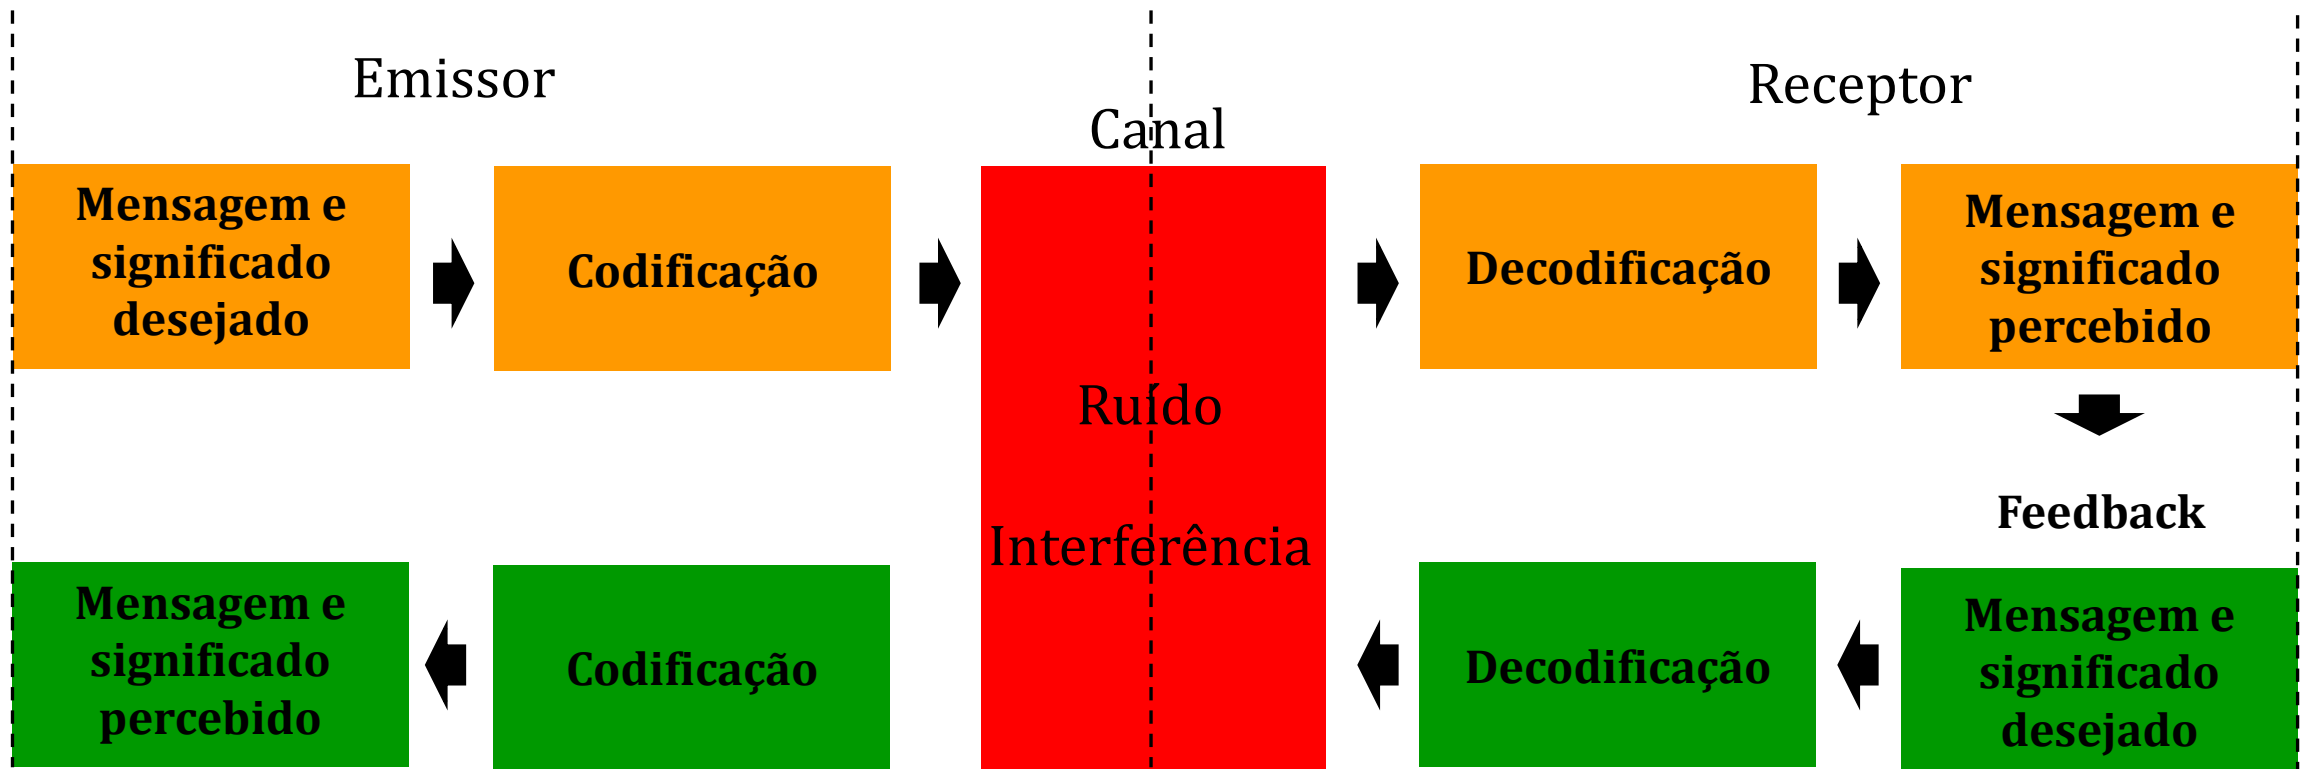 Emissor
Receptor
Canal
Mensagem e
significado
desejado
Codificação
Decodificação
Mensagem e
significado
percebido
Ruído
Interferência
Feedback
Mensagem e
significado
percebido
Codificação
Decodificação
Mensagem e
significado
desejado